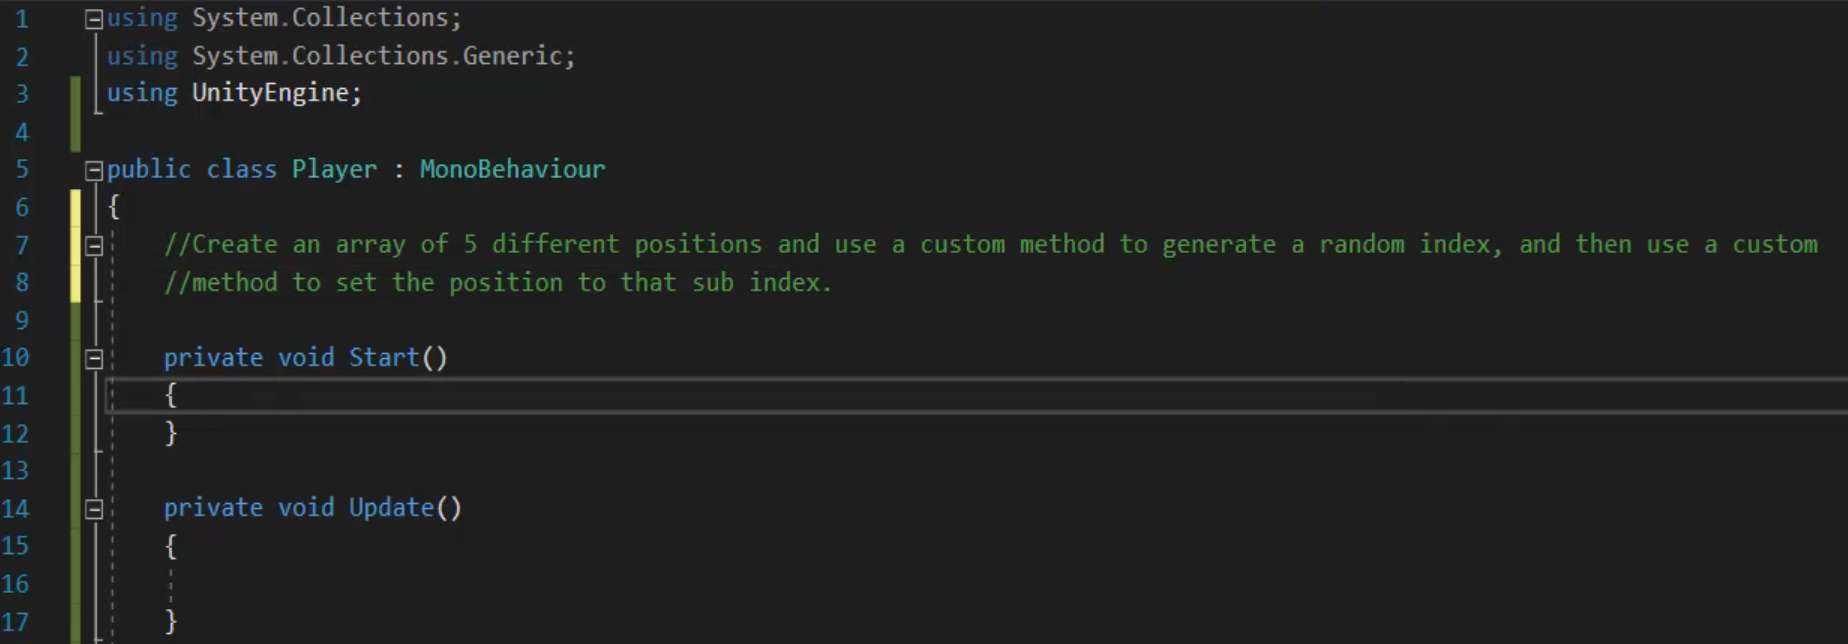 1 using System.Collections;
2 using System.Collections.Generic;
3 using UnityEngine;
4
5 public class Player : MonoBehaviour
6 {
7 //Create an array of 5 different positions and use a custom method to generate a random index, and then use a custom
8 //method to set the position to that sub index.
9
10 private void Start()
11 {
12 }
13
14 private void Update()
15 {
16
17 }